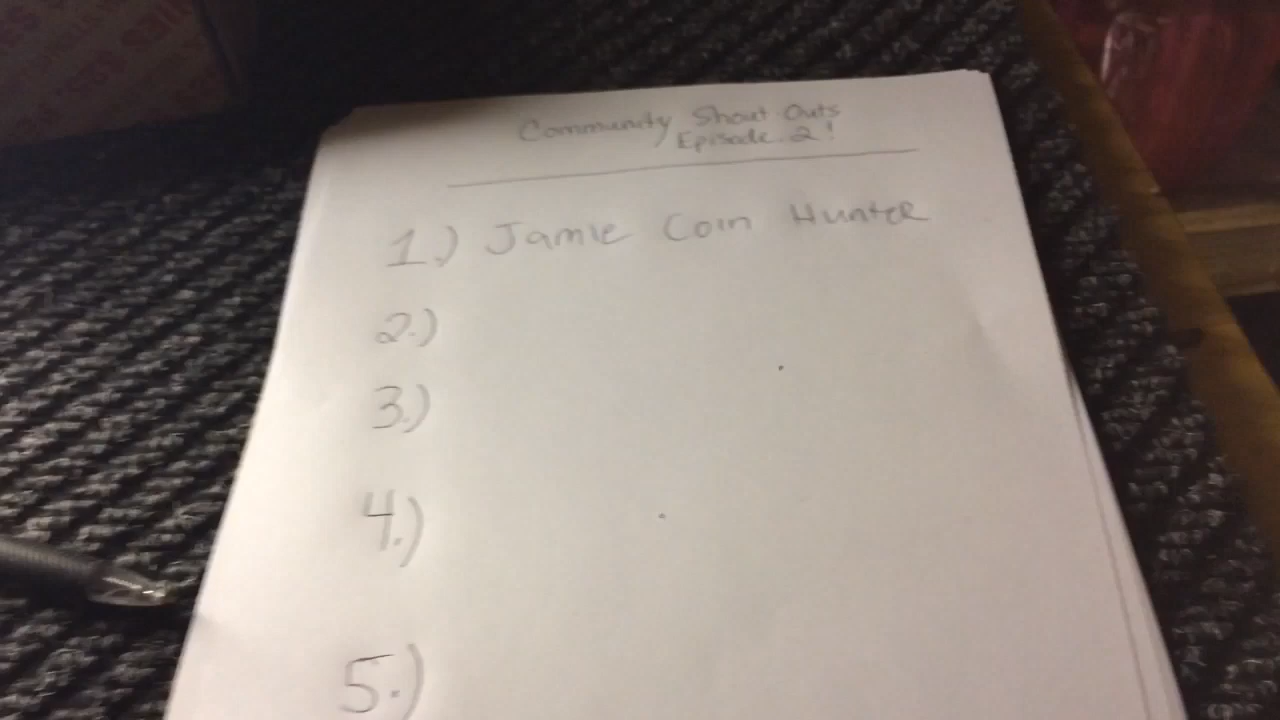 Community Shout Outs
Episode 2!
1.) Jamie Coin Hunter
2.)
3.)
4.)
5.)